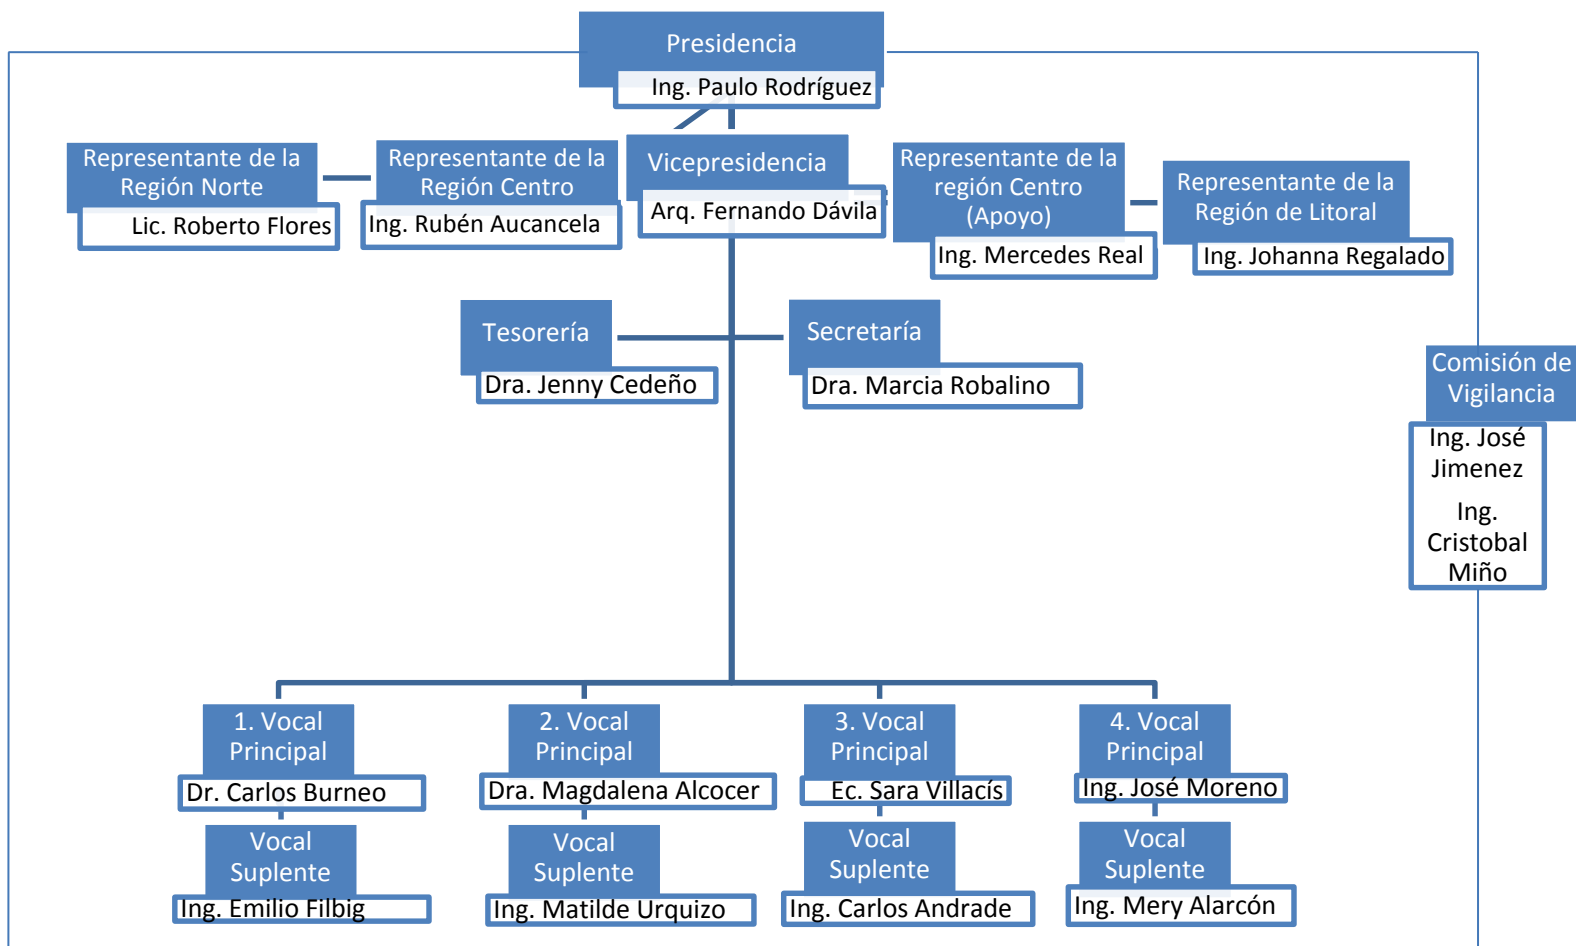 Presidencia
Ing. Paulo Rodríguez
Representante de la
Región Norte
Lic. Roberto Flores
Representante de la
Región Centro
Ing. Rubén Aucancela
Vicepresidencia
Arq. Fernando Dávila
Representante de la
región Centro
(Apoyo)
Ing. Mercedes Real
Representante de la
Región de Litoral
Ing. Johanna Regalado
Tesorería
Dra. Jenny Cedeño
Secretaría
Dra. Marcia Robalino
Comisión de
Vigilancia
Ing. José
Jimenez
Ing.
Cristobal
Miño
1. Vocal
Principal
Dr. Carlos Burneo
2. Vocal
Principal
Dra. Magdalena Alcocer
3. Vocal
Principal
Ec. Sara Villacís
4. Vocal
Principal
Ing. José Moreno
Vocal
Suplente
Ing. Emilio Filbig
Vocal
Suplente
Ing. Matilde Urquizo
Vocal
Suplente
Ing. Carlos Andrade
Vocal
Suplente
Ing. Mery Alarcón